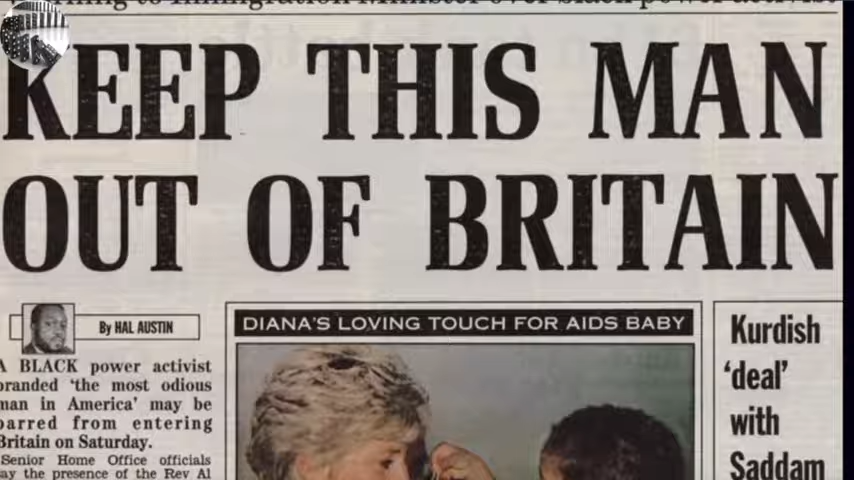 KEEP THIS MAN
OUT OF BRITAIN
By HAL AUSTIN
A BLACK power activist
branded ‘the most odious
man in America’ may be
barred from entering
Britain on Saturday.
Senior Home Office officials
say the presence of the Rev Al
DIANA'S LOVING TOUCH FOR AIDS BABY
Kurdish
‘deal’
with
Saddam